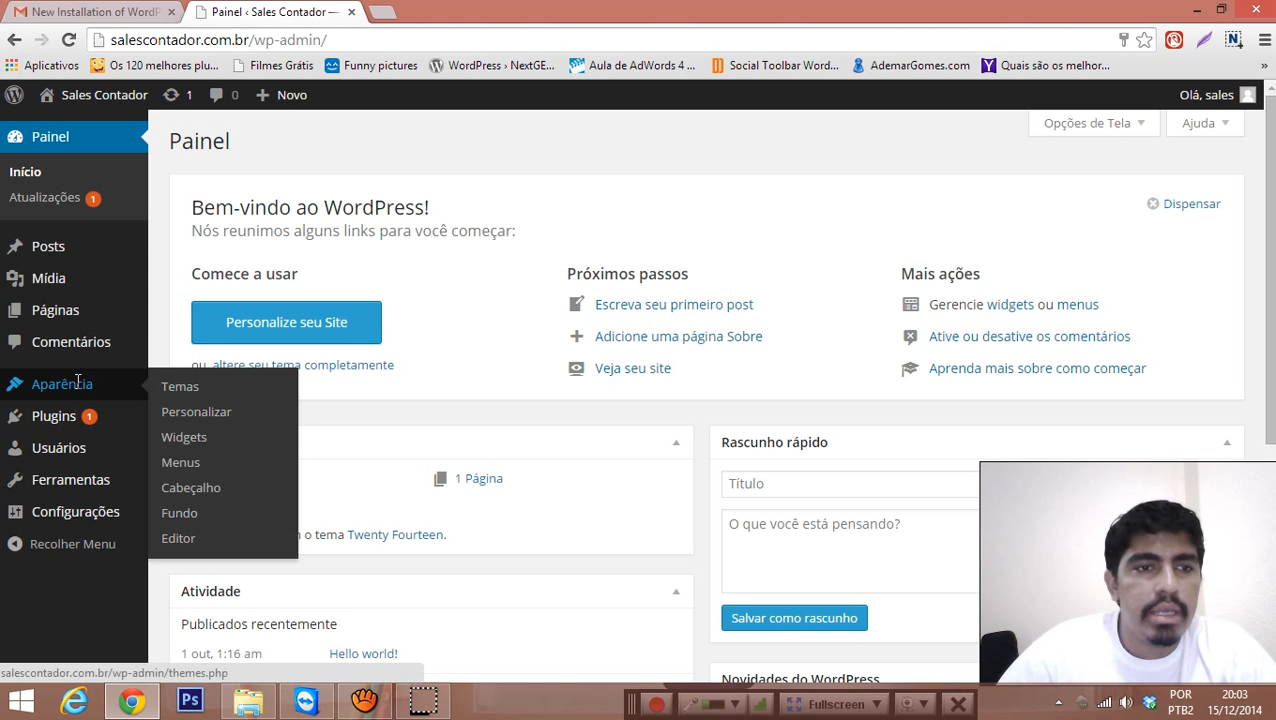 New Installation of WordP
Painel ‹ Sales Contador —
salescontador.com.br/wp-admin/
Aplicativos
Os 120 melhores plu...
Filmes Grátis
Funny pictures
WordPress › NextGE...
Aula de AdWords 4 ...
Social Toolbar Word...
AdemarGomes.com
Quais são os melhor...
»
Sales Contador
1
0
Novo
Olá, sales
Painel
Início
Atualizações 1
Posts
Mídia
Páginas
Comentários
Aparência
Plugins 1
Usuários
Ferramentas
Configurações
Recolher Menu
Temas
Personalizar
Widgets
Menus
Cabeçalho
Fundo
Editor
Painel
Opções de Tela
Ajuda
Bem-vindo ao WordPress!
Nós reunimos alguns links para você começar:
Dispensar
Comece a usar
Personalize seu Site
ou altere seu tema completamente
Próximos passos
Escreva seu primeiro post
Adicione uma página Sobre
Veja seu site
Mais ações
Gerencie widgets ou menus
Ative ou desative os comentários
Aprenda mais sobre como começar
1 Página
o tema Twenty Fourteen.
Atividade
Publicados recentemente
1 out, 1:16 am
Hello world!
Rascunho rápido
Título
O que você está pensando?
Salvar como rascunho
Novidades do WordPress
salescontador.com.br/wp-admin/themes.php
Ps
Fullscreen
POR
PTB2
20:03
15/12/2014